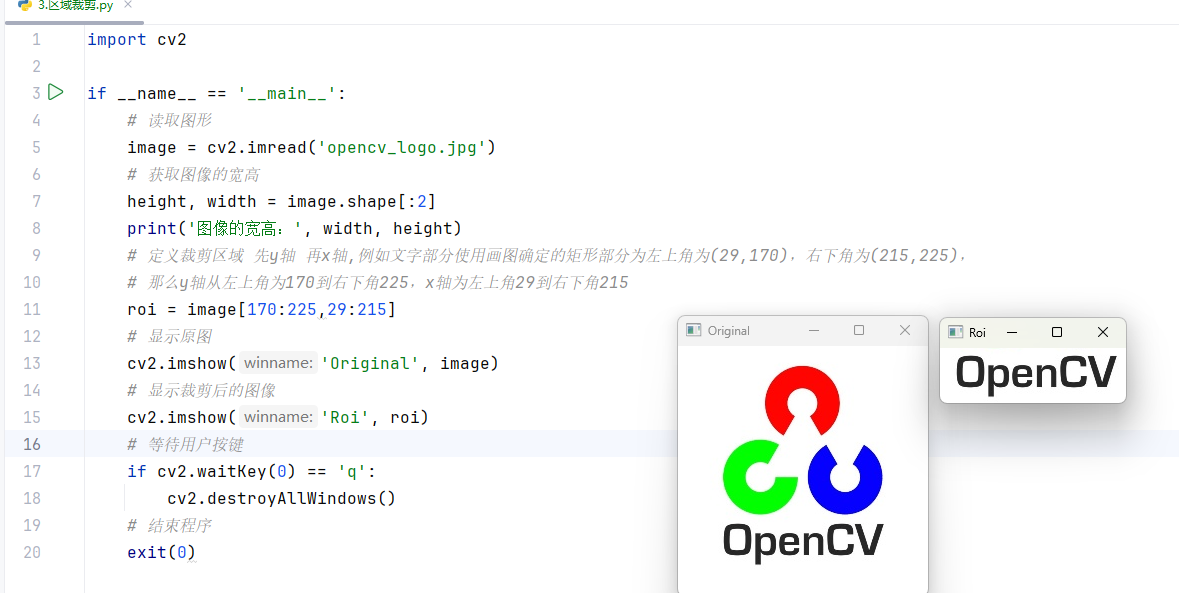 3.区域裁剪.py
1 import cv2
2
3 if __name__ == '__main__':
4 # 读取图形
5 image = cv2.imread('opencv_logo.jpg')
6 # 获取图像的宽高
7 height, width = image.shape[:2]
8 print('图像的宽高：', width, height)
9 # 定义裁剪区域 先y轴 再x轴,例如文字部分使用画图确定的矩形部分为左上角为(29,170)，右下角为(215,225)，
10 # 那么y轴从左上角为170到右下角225，x轴为左上角29到右下角215
11 roi = image[170:225,29:215]
12 # 显示原图
13 cv2.imshow( winname: 'Original', image)
14 # 显示裁剪后的图像
15 cv2.imshow( winname: 'Roi', roi)
16 # 等待用户按键
17 if cv2.waitKey(0) == 'q':
18 cv2.destroyAllWindows()
19 # 结束程序
20 exit(0)
Original
OpenCV
Roi
OpenCV